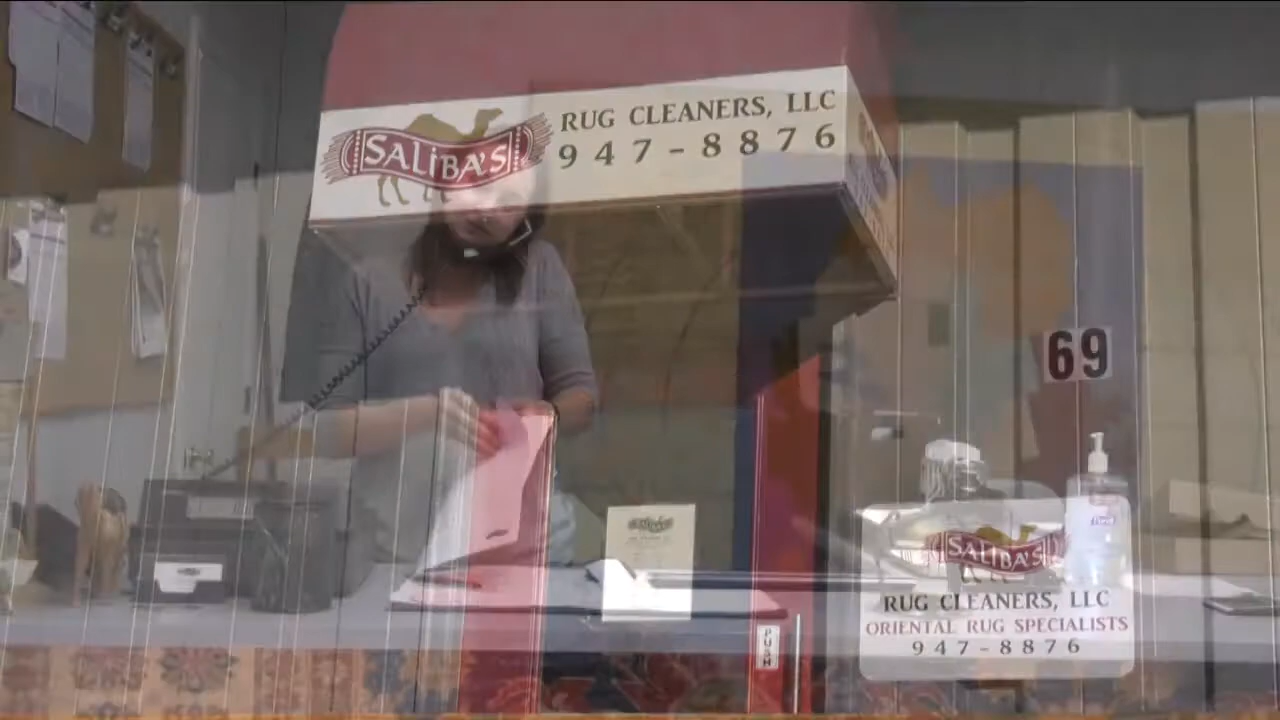 SALIBA'S
RUG CLEANERS, LLC
947-8876
69
PUSH
SALIBA'S
RUG CLEANERS, LLC
ORIENTAL RUG SPECIALISTS
947-8876